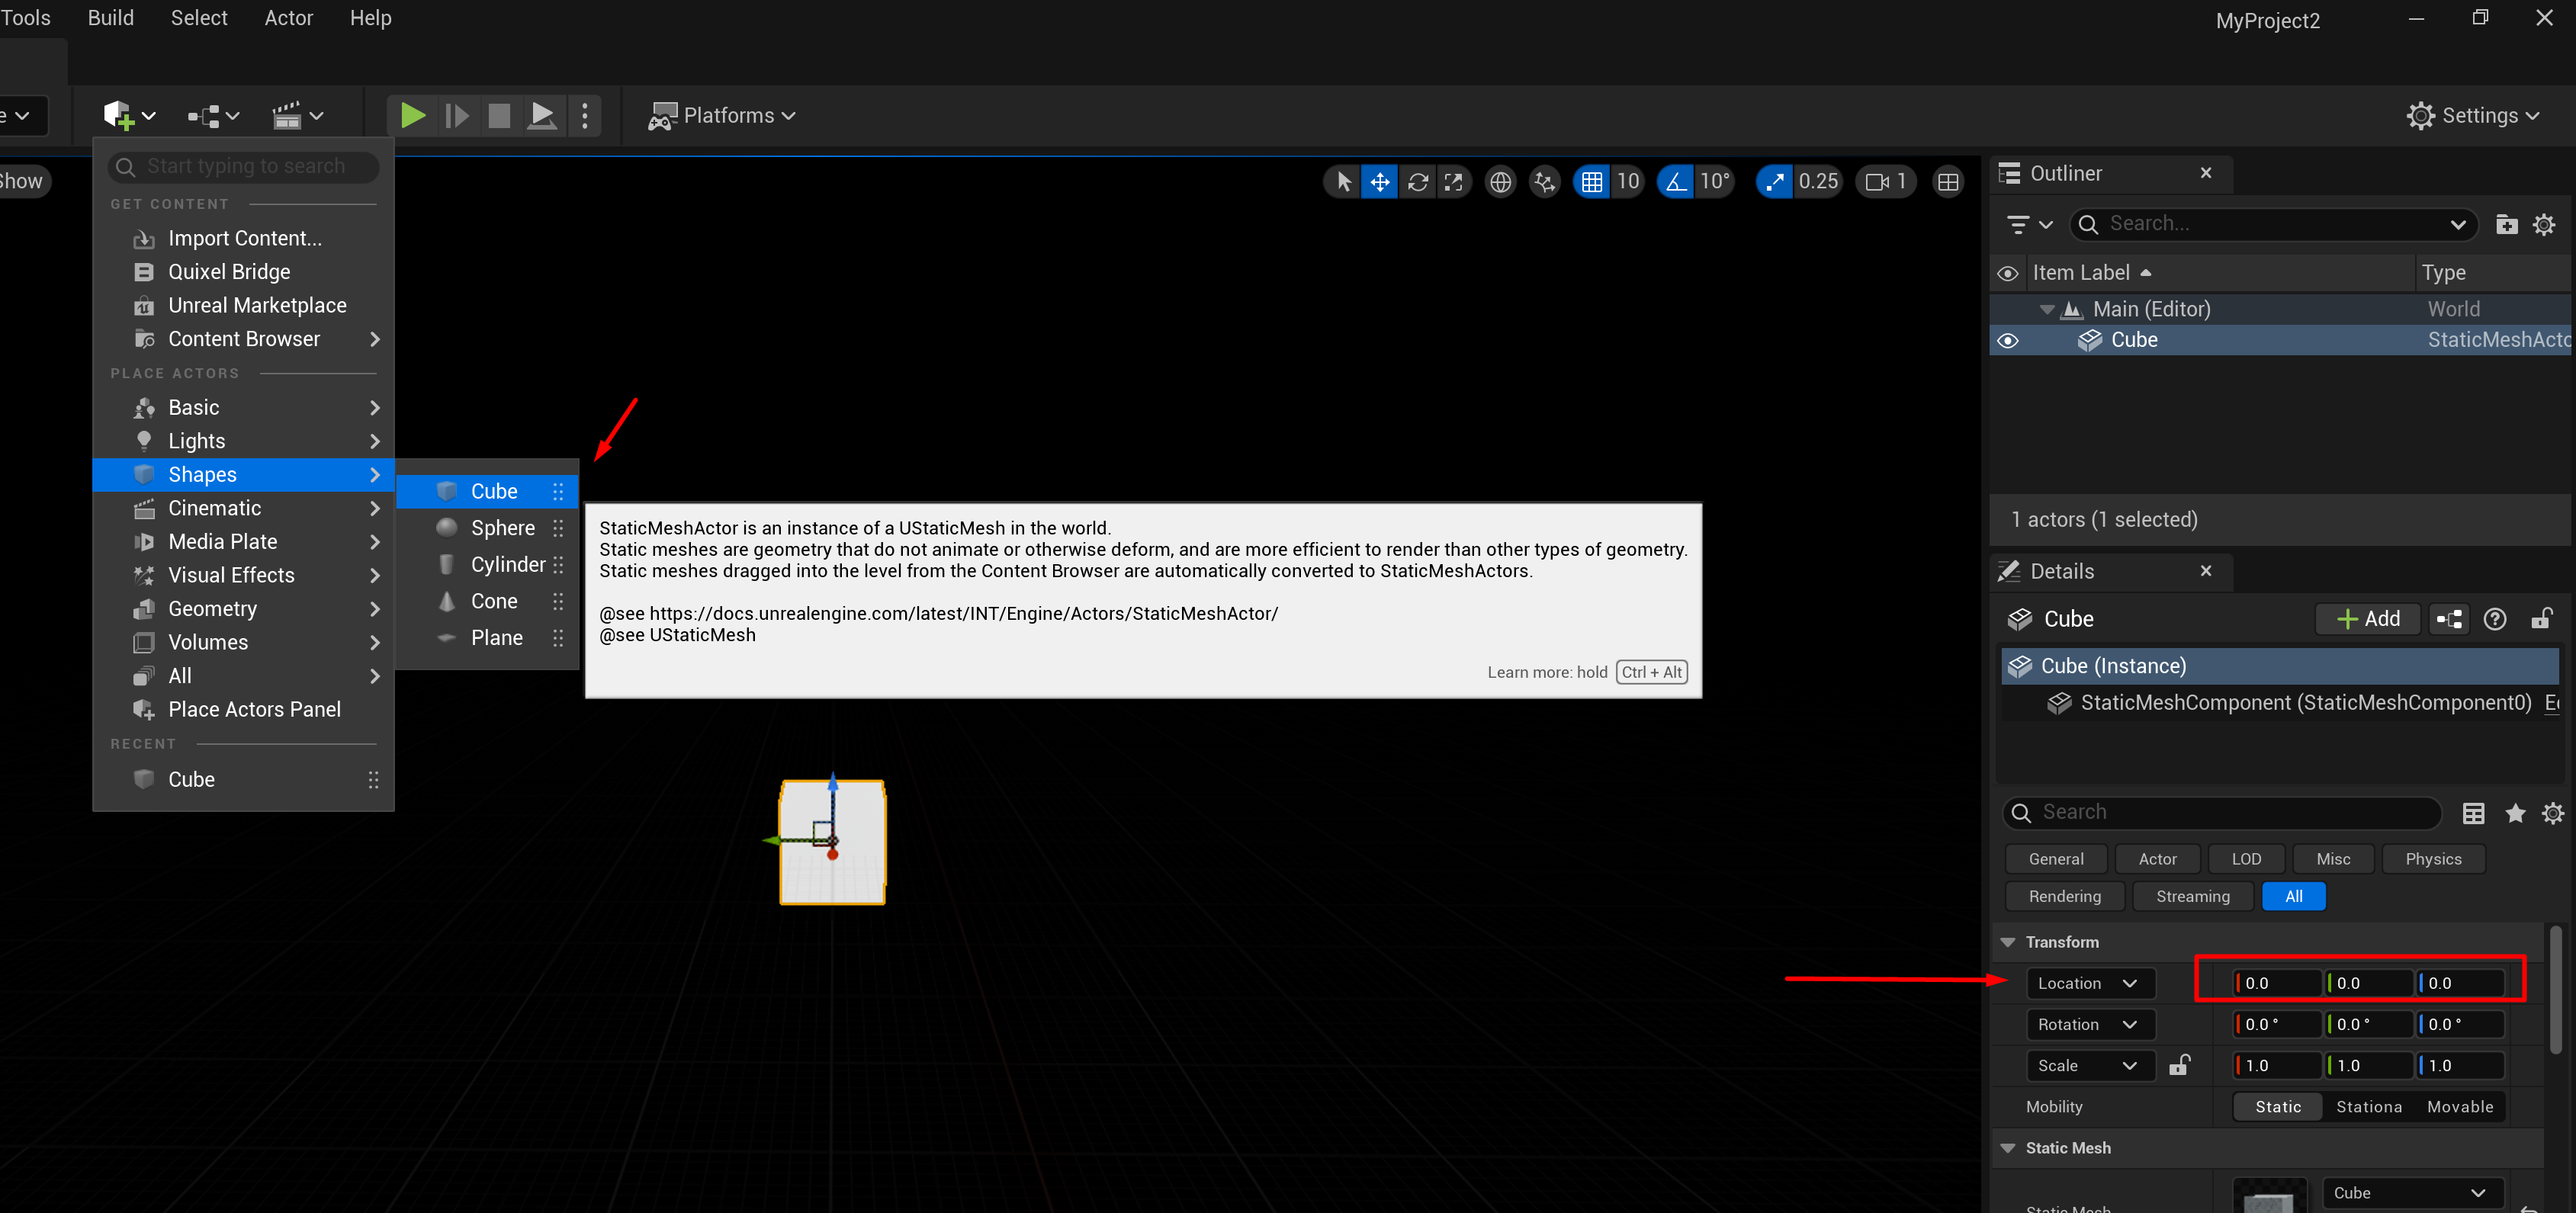 Tools Build Select Actor Help MyProject2
e Platforms Settings
Show
Start typing to search
GET CONTENT
Import Content...
Quixel Bridge
Unreal Marketplace
Content Browser
PLACE ACTORS
Basic
Lights
Shapes
Cinematic
Media Plate
Visual Effects
Geometry
Volumes
All
Place Actors Panel
RECENT
Cube
Cube
Sphere
Cylinder
Cone
Plane
StaticMeshActor is an instance of a UStaticMesh in the world.
Static meshes are geometry that do not animate or otherwise deform, and are more efficient to render than other types of geometry.
Static meshes dragged into the level from the Content Browser are automatically converted to StaticMeshActors.
@see https://docs.unrealengine.com/latest/INT/Engine/Actors/StaticMeshActor/
@see UStaticMesh
Learn more: hold Ctrl + Alt
10 10° 0.25 1
Outliner
Search...
Item Label Type
Main (Editor) World
Cube StaticMeshActo
1 actors (1 selected)
Details
Cube Add
Cube (Instance)
StaticMeshComponent (StaticMeshComponent0) E
Search
General Actor LOD Misc Physics
Rendering Streaming All
Transform
Location 0.0 0.0 0.0
Rotation 0.0 ° 0.0 ° 0.0 °
Scale 1.0 1.0 1.0
Mobility Static Stationa Movable
Static Mesh
Cube
Static Mesh